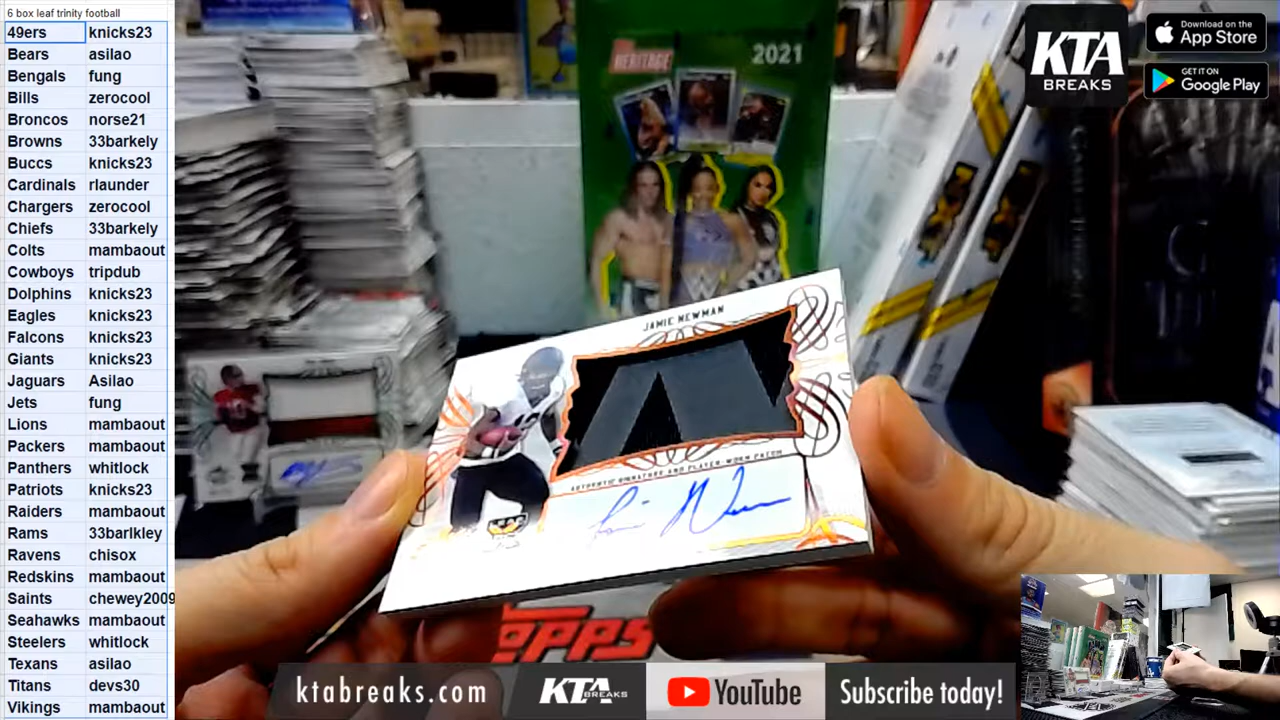 6 box leaf trinity football
49ers knicks23
Bears asilao
Bengals fung
Bills zerocool
Broncos norse21
Browns 33barkely
Buccs knicks23
Cardinals rlaunder
Chargers zerocool
Chiefs 33barkely
Colts mambaout
Cowboys tripdub
Dolphins knicks23
Eagles knicks23
Falcons knicks23
Giants knicks23
Jaguars Asilao
Jets fung
Lions mambaout
Packers mambaout
Panthers whitlock
Patriots knicks23
Raiders mambaout
Rams 33barlkley
Ravens chisox
Redskins mambaout
Saints chewey2009
Seahawks mambaout
Steelers whitlock
Texans asilao
Titans devs30
Vikings mambaout
HERITAGE
2021
KTA
BREAKS
Download on the
App Store
GET IT ON
Google Play
JAMIE NEWMAN
AUTHENTIC SIGNATURE AND PLAYER-WORN PATCH
TOPPS
ktabreaks.com
KTA
BREAKS
YouTube
Subscribe today!